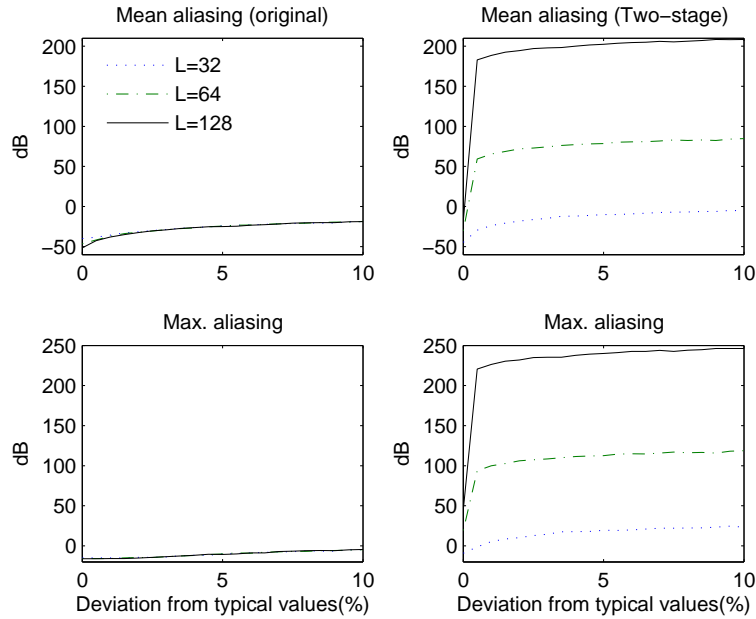 Mean aliasing (original)
200
150
100
50
0
−50
dB
L=32
L=64
L=128
0
5
10
Mean aliasing (Two−stage)
200
150
100
50
0
−50
dB
0
5
10
Max. aliasing
250
200
150
100
50
0
dB
0
5
10
Deviation from typical values(%)
Max. aliasing
250
200
150
100
50
0
dB
0
5
10
Deviation from typical values(%)